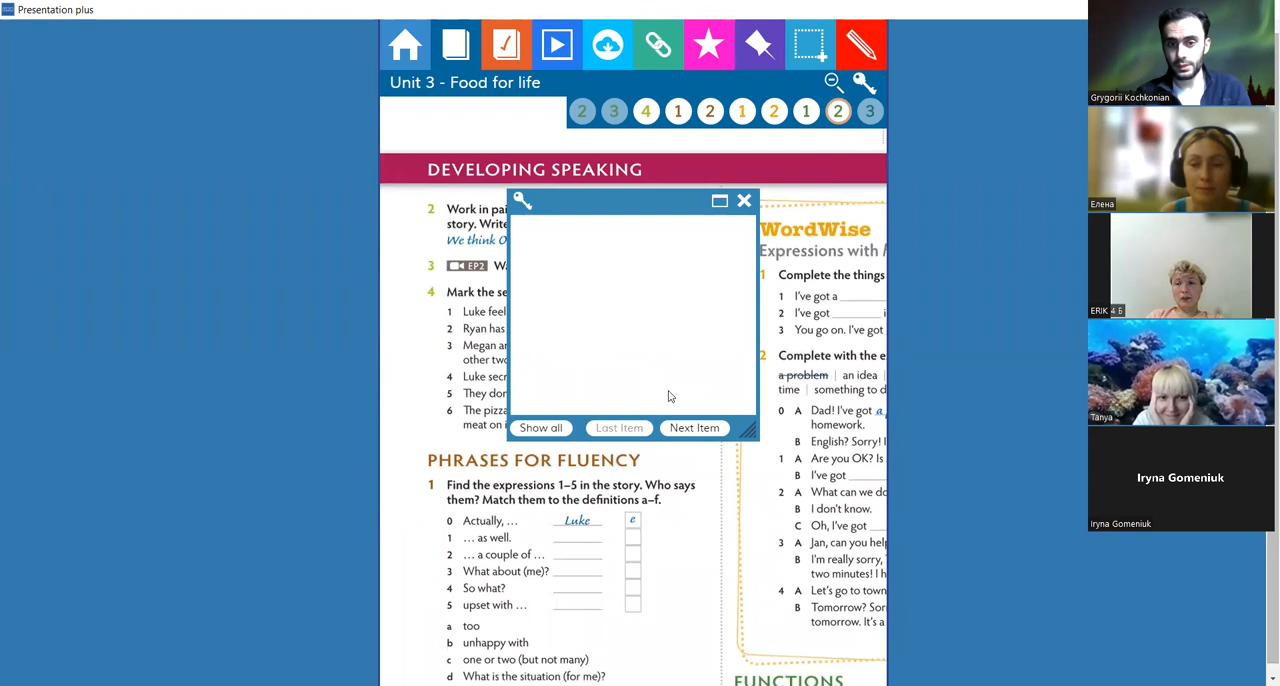 Presentation plus
Unit 3 - Food for life
2 3 4 1 2 1 2 1 2 3
DEVELOPING SPEAKING
2 Work in pai
story. Write
We think O
3 EP2 Wa
4 Mark the se
1 Luke feel
2 Ryan has
3 Megan an
other two
4 Luke secr
5 They don
6 The pizza
meat on i
Show all
Last Item
Next Item
PHRASES FOR FLUENCY
1 Find the expressions 1–5 in the story. Who says
them? Match them to the definitions a–f.
0 Actually, … Luke e
1 … as well.
2 … a couple of …
3 What about (me)?
4 So what?
5 upset with …
a too
b unhappy with
c one or two (but not many)
d What is the situation (for me)?
WordWise
Expressions with
1 Complete the things
1 I've got a
2 I've got i
3 You go on. I've got
2 Complete with the e
a problem | an idea |
time | something to d
0 A Dad! I've got a
homework.
B English? Sorry! I
1 A Are you OK? Is
B I've got
2 A What can we do
B I don't know.
C Oh, I've got
3 A Jan, can you help
B I'm really sorry,
two minutes! I h
4 A Let's go to town
B Tomorrow? Sor
tomorrow. It's a
FUNCTIONS
Grygorii Kochkonian
Елена
ERIK 4 Б
Tanya
Iryna Gomeniuk
Iryna Gomeniuk